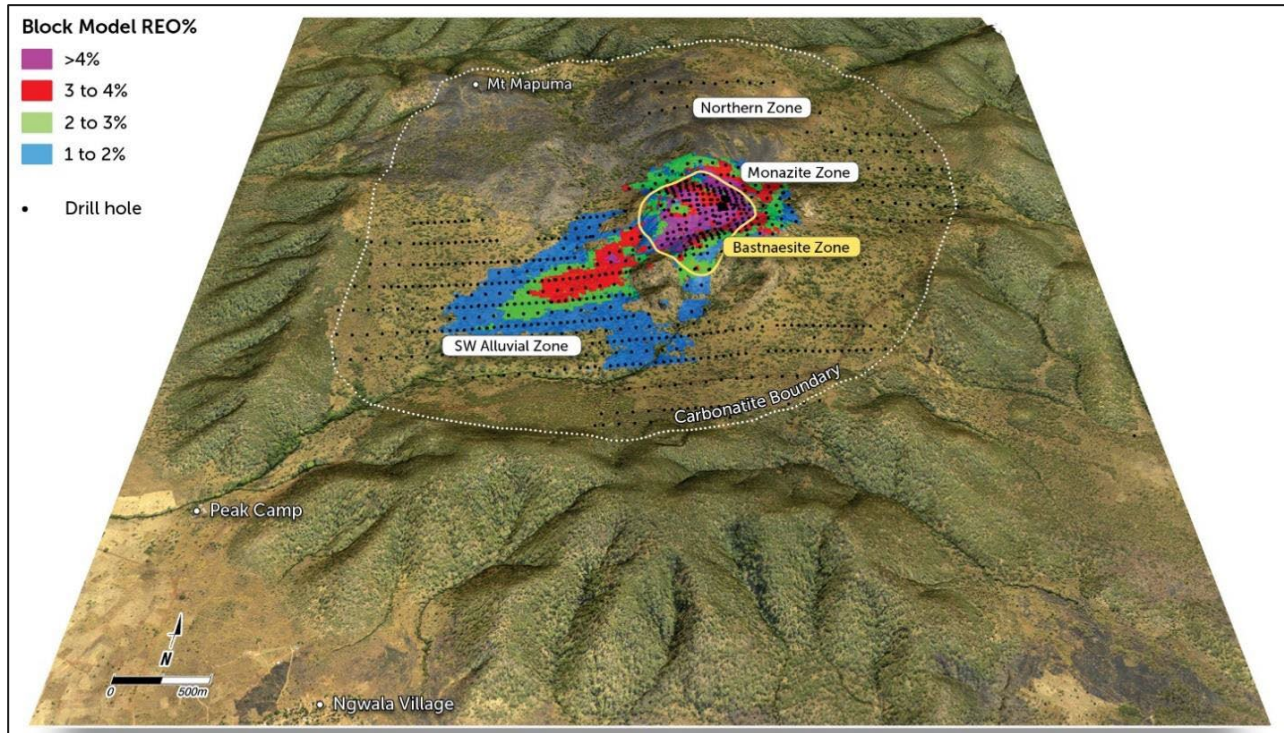 Block Model REO%
>4%
3 to 4%
2 to 3%
1 to 2%
Drill hole
Mt Mapuma
Northern Zone
Monazite Zone
Bastnaesite Zone
SW Alluvial Zone
Carbonatite Boundary
Peak Camp
N
0 500m
Ngwala Village